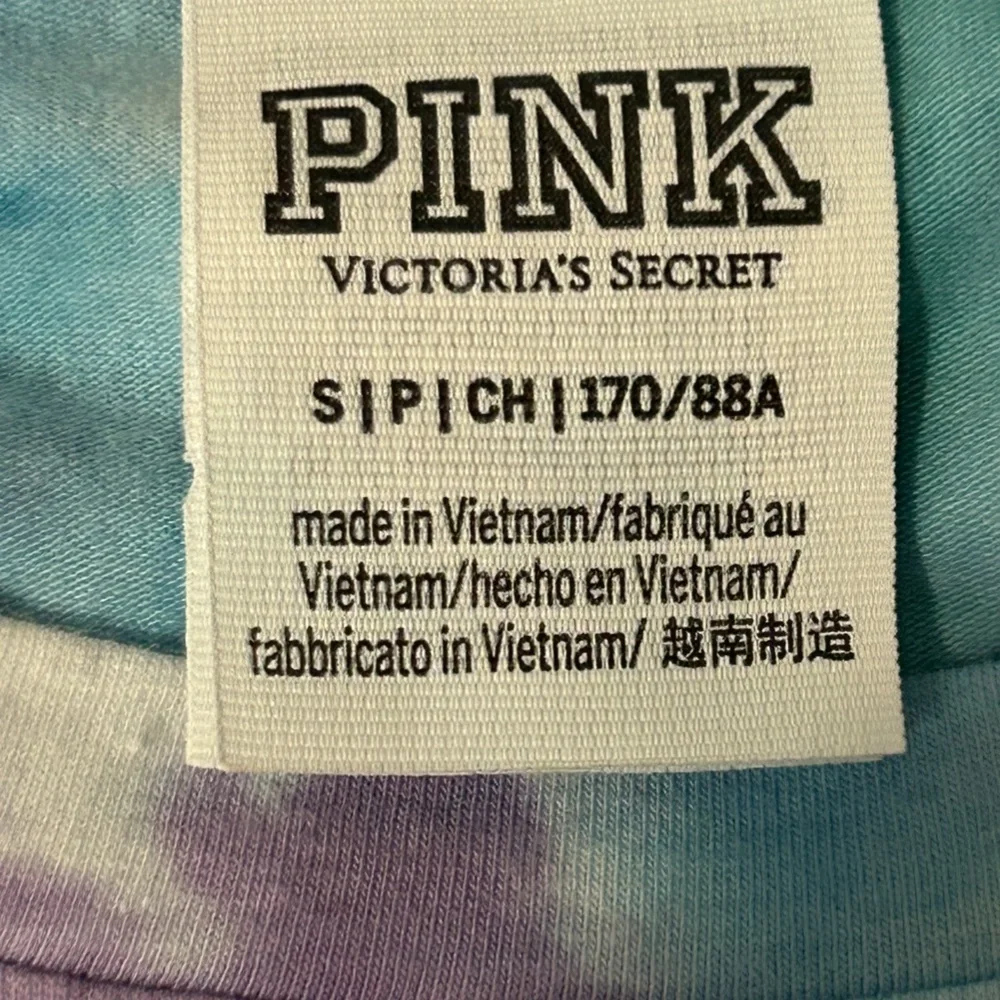 PINK
VICTORIA'S SECRET
S | P | CH | 170/88A
made in Vietnam/fabriqué au
Vietnam/hecho en Vietnam/
fabbricato in Vietnam/ 越南制造